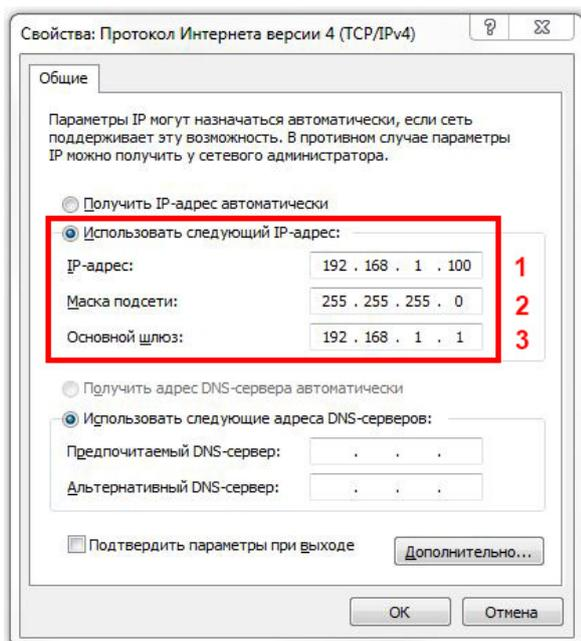 Свойства: Протокол Интернета версии 4 (TCP/IPv4)
Общие
Параметры IP могут назначаться автоматически, если сеть
поддерживает эту возможность. В противном случае параметры
IP можно получить у сетевого администратора.
Получить IP-адрес автоматически
Использовать следующий IP-адрес:
IP-адрес: 192 . 168 . 1 . 100 1
Маска подсети: 255 . 255 . 255 . 0 2
Основной шлюз: 192 . 168 . 1 . 1 3
Получить адрес DNS-сервера автоматически
Использовать следующие адреса DNS-серверов:
Предпочитаемый DNS-сервер: . . .
Альтернативный DNS-сервер: . . .
Подтвердить параметры при выходе Дополнительно...
ОК Отмена